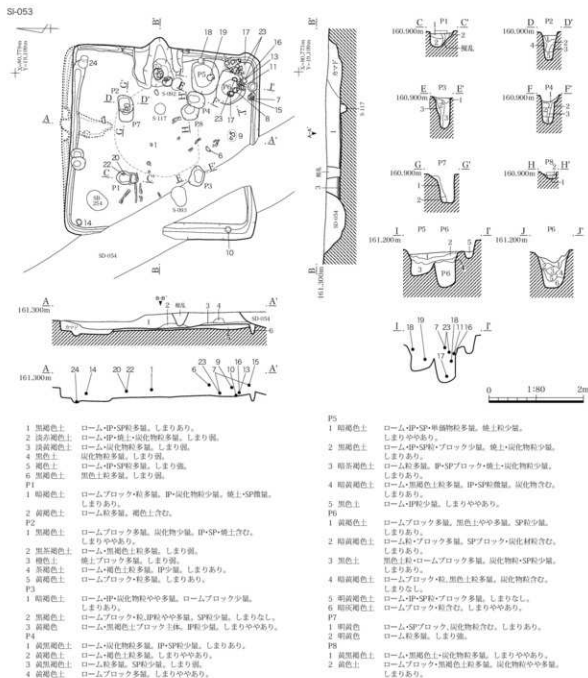 SI-053
B B'
C P1 C'
160.900m
D P2 D'
160.900m
E P3 E'
160.900m
F P4 F'
160.900m
G P7 G'
H P8 H'
I P5 P6 I'
161.200m
J P6 J'
161.200m
A A'
161.300m
SD-054
カマド
S-117
0 1:80 2m
1 黒褐色土 ローム・IP・SP粒多量。しまりあり。
2 淡赤褐色土 ローム・IP・焼土・炭化物粒多量。しまり弱。
3 淡黄褐色土 ローム・炭化物粒多量。しまり弱。
4 黒色土 炭化物粒多量。しまり弱。
5 褐色土 ローム・IP・SP粒多量。しまり強。
6 黒褐色土 黒色土粒多量。しまり弱。
P1
1 暗褐色土 ロームブロック・粒多量。IP・炭化物粒少量。焼土・SP微量。
しまりあり。
2 黄褐色土 ローム粒多量。褐色土含む。
P2
1 黒褐色土 ロームブロック多量。炭化物少量。IP・SP・焼土含む。
しまりややあり。
2 黒茶褐色土 ローム・黒褐色土粒多量。しまり弱。
3 橙色土 焼土ブロック多量。しまり弱。
4 茶褐色土 ローム・褐色土粒多量。IP少量。しまりあり。
5 黄褐色土 ロームブロック・粒多量。しまりあり。
P3
1 暗褐色土 ローム・IP・炭化物粒やや多量。ロームブロック少量。
しまりあり。
2 黒褐色土 ロームブロック・粒、IP粒やや多量。SP粒少量。しまりなし。
3 黄褐色 ローム・黒褐色土ブロック主体。IP粒少量。しまりややあり。
P4
1 黄黒褐色土 ローム・炭化物粒多量。IP・SP粒少量。しまりあり。
2 黄褐色土 ローム・褐色土粒多量。しまりややあり。
3 黄黒褐色土 ローム粒多量。SP粒少量。しまり弱。
4 黄褐色土 ロームブロック多量。しまりややあり。
P5
1 暗褐色土 ローム・IP・SP・
焼土粒少量。
しまりややあり。
2 黒褐色土 ローム・IP・SP粒・ブロック少量。焼土・炭化物粒少量。
しまりあり。
3 暗茶褐色土 ローム粒多量。IP・SPブロック・焼土・炭化物粒少量。
しまりあり。
4 暗黄褐色土 ローム・黒褐色土粒多量。IP・SP粒微量。炭化物含む。
しまりあり。
5 黒色土 ローム・IP粒少量。しまりややあり。
P6
1 黄褐色土 ロームブロック多量。黒色土やや多量。SP粒少量。
しまりあり。
2 暗黄褐色土 ローム粒・ブロック多量。SPブロック・炭化材粒含む。
しまりあり。
3 黒色土 黒色土粒・ロームブロック多量。炭化物粒・SP粒少量。
しまりあり。
4 暗黄褐色土 ロームブロック・粒、黒色土粒多量。炭化物含む。
しまりなし。
5 明黄褐色土 ローム・IP・SP粒・ブロック多量。しまりなし。
6 暗灰褐色土 ロームブロック・粒含む。しまりややあり。
P7
1 明黄色 ローム・SPブロック、炭化物粒含む。しまりあり。
2 明黄色 ローム粒多量。しまり強。
P8
1 黄黒褐色土 ローム・黒褐色土・炭化物粒多量。しまりややあり。
2 黄色土 ロームブロック・黒褐色土粒多量。炭化物粒やや多量。
しまりあり。